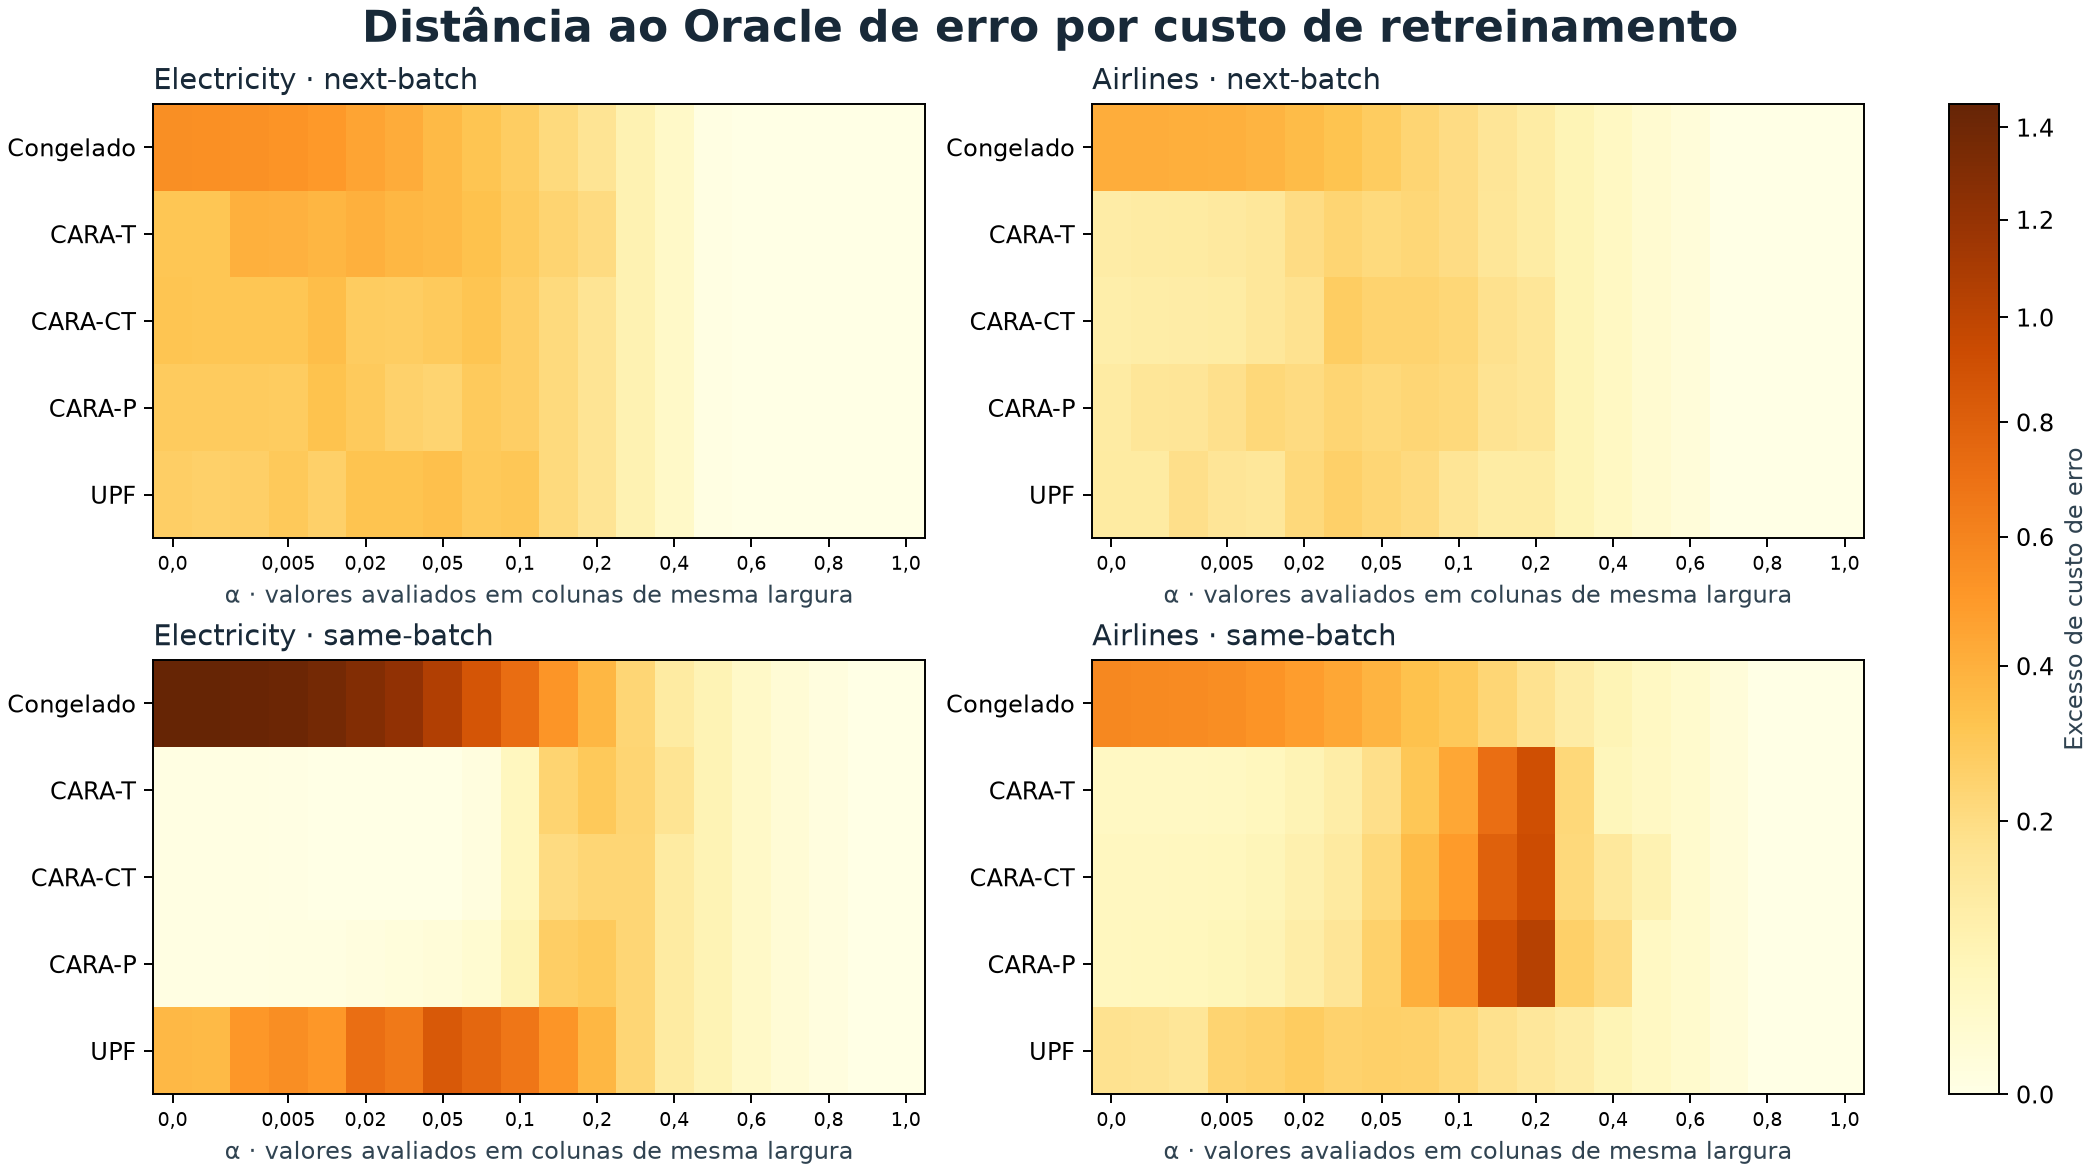 Distância ao Oracle de erro por custo de retreinamento
Electricity · next-batch
Congelado
CARA-T
CARA-CT
CARA-P
UPF
0,0 0,005 0,02 0,05 0,1 0,2 0,4 0,6 0,8 1,0
α · valores avaliados em colunas de mesma largura
Airlines · next-batch
Congelado
CARA-T
CARA-CT
CARA-P
UPF
0,0 0,005 0,02 0,05 0,1 0,2 0,4 0,6 0,8 1,0
α · valores avaliados em colunas de mesma largura
Electricity · same-batch
Congelado
CARA-T
CARA-CT
CARA-P
UPF
0,0 0,005 0,02 0,05 0,1 0,2 0,4 0,6 0,8 1,0
α · valores avaliados em colunas de mesma largura
Airlines · same-batch
Congelado
CARA-T
CARA-CT
CARA-P
UPF
0,0 0,005 0,02 0,05 0,1 0,2 0,4 0,6 0,8 1,0
α · valores avaliados em colunas de mesma largura
1.4
1.2
1.0
0.8
0.6
0.4
0.2
0.0
Excesso de custo de erro